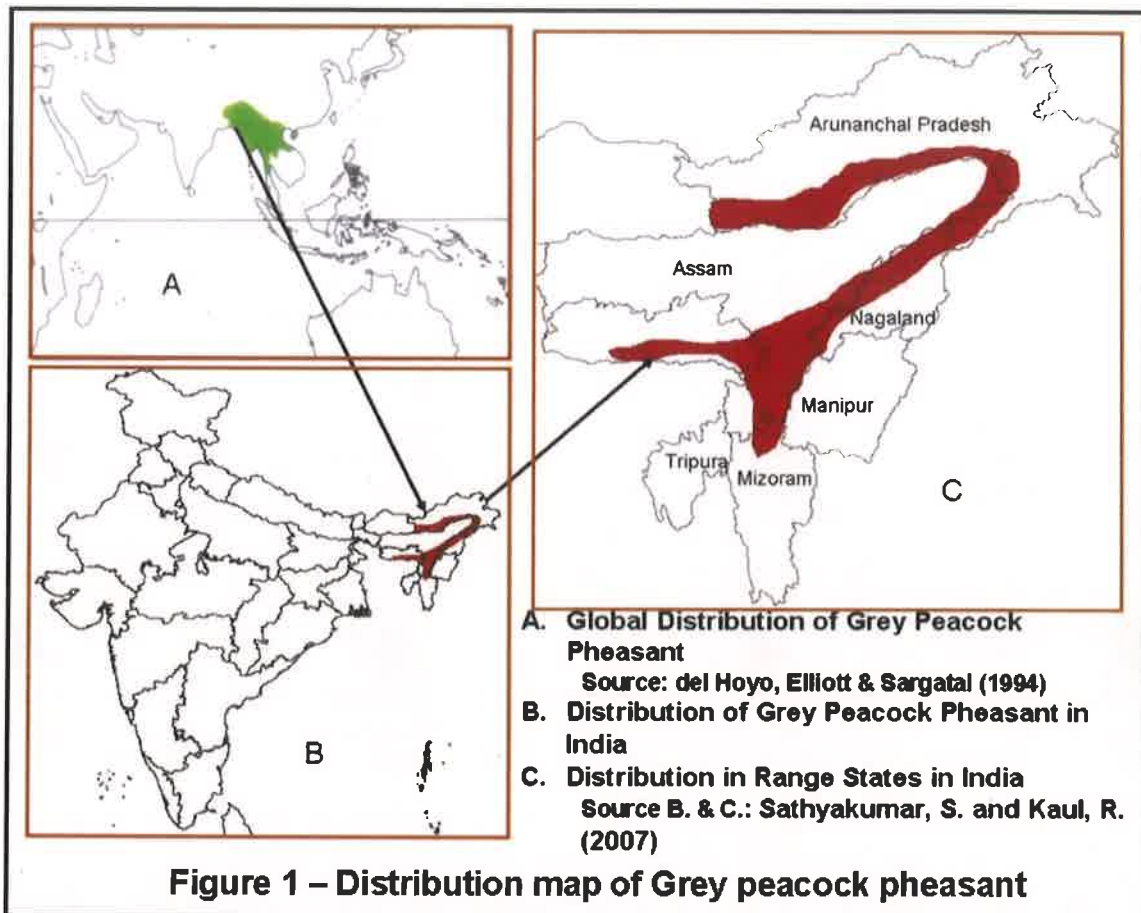 A
B
Arunanchal Pradesh
Assam
Nagaland
Manipur
Tripura
Mizoram
C
A. Global Distribution of Grey Peacock
Pheasant
Source: del Hoyo, Elliott & Sargatal (1994)
B. Distribution of Grey Peacock Pheasant in
India
C. Distribution in Range States in India
Source B. & C.: Sathyakumar, S. and Kaul, R.
(2007)
Figure 1 – Distribution map of Grey peacock pheasant